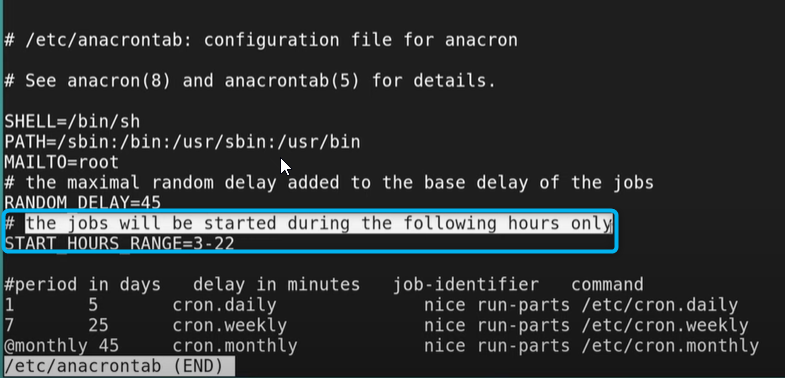 # /etc/anacrontab: configuration file for anacron
# See anacron(8) and anacrontab(5) for details.
SHELL=/bin/sh
PATH=/sbin:/bin:/usr/sbin:/usr/bin
MAILTO=root
# the maximal random delay added to the base delay of the jobs
RANDOM_DELAY=45
# the jobs will be started during the following hours only
START_HOURS_RANGE=3-22
#period in days   delay in minutes   job-identifier   command
1       5       cron.daily              nice run-parts /etc/cron.daily
7       25      cron.weekly             nice run-parts /etc/cron.weekly
@monthly 45     cron.monthly            nice run-parts /etc/cron.monthly
/etc/anacrontab (END)